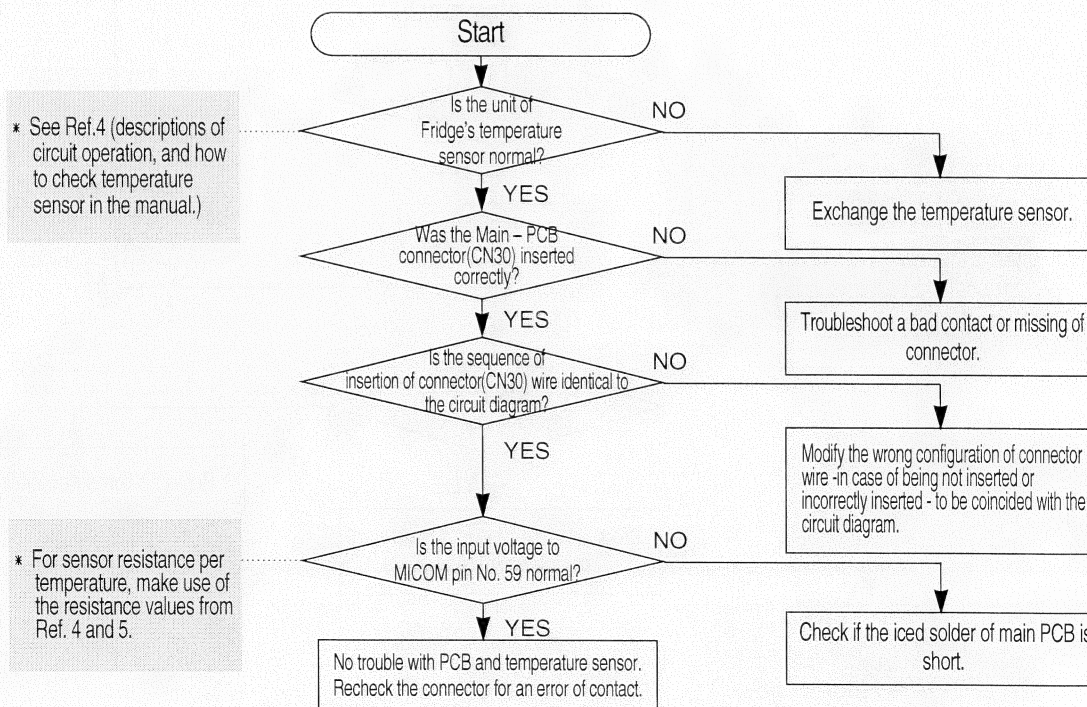 Start
Is the unit of
Fridge's temperature
sensor normal?
NO
* See Ref.4 (descriptions of
circuit operation, and how
to check temperature
sensor in the manual.)
YES
Exchange the temperature sensor.
Was the Main – PCB
connector(CN30) inserted
correctly?
NO
YES
Troubleshoot a bad contact or missing of
connector.
Is the sequence of
insertion of connector(CN30) wire identical to
the circuit diagram?
NO
YES
Modify the wrong configuration of connector
wire -in case of being not inserted or
incorrectly inserted - to be coincided with the
circuit diagram.
Is the input voltage to
MICOM pin No. 59 normal?
NO
* For sensor resistance per
temperature, make use of
the resistance values from
Ref. 4 and 5.
YES
Check if the iced solder of main PCB is
short.
No trouble with PCB and temperature sensor.
Recheck the connector for an error of contact.